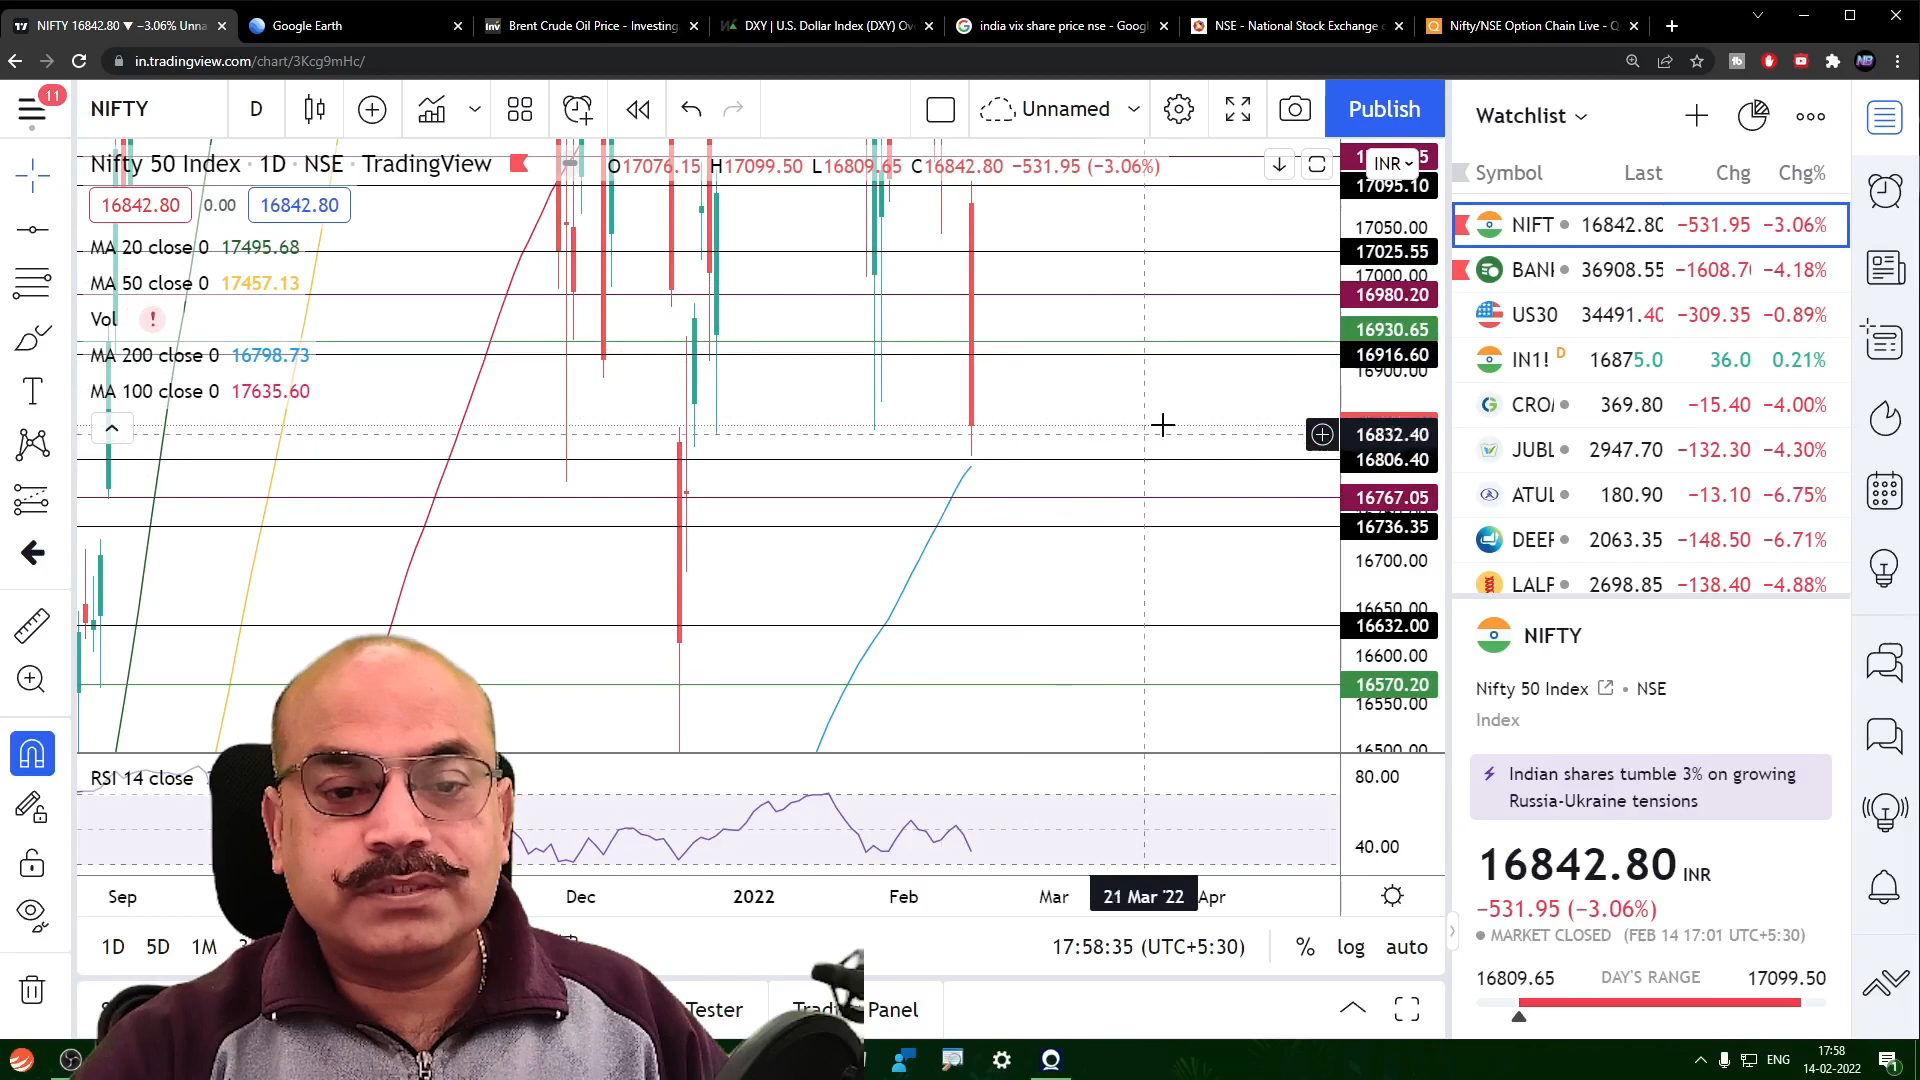 NIFTY 16842.80 ▼ −3.06% Unna
Google Earth
Brent Crude Oil Price - Investing.
DXY | U.S. Dollar Index (DXY) Ov
india vix share price nse - Googl
NSE - National Stock Exchange o
Nifty/NSE Option Chain Live - Q
in.tradingview.com/chart/3Kcg9mHc/
11
NIFTY
D
Unnamed
Publish
Nifty 50 Index · 1D · NSE · TradingView
O17076.15 H17099.50 L16809.65 C16842.80 −531.95 (−3.06%)
INR
16842.80 0.00 16842.80
MA 20 close 0 17495.68
MA 50 close 0 17457.13
Vol
MA 200 close 0 16798.73
MA 100 close 0 17635.60
17095.10
17050.00
17025.55
17000.00
16980.20
16930.65
16916.60
16900.00
16832.40
16806.40
16767.05
16736.35
16700.00
16650.00
16632.00
16600.00
16570.20
16550.00
16500.00
RSI 14 close
80.00
40.00
Sep Dec 2022 Feb Mar 21 Mar '22 Apr
1D 5D 1M
17:58:35 (UTC+5:30) % log auto
Tester
Panel
Watchlist
Symbol Last Chg Chg%
NIFT 16842.80 −531.95 −3.06%
BANI 36908.55 −1608.7 −4.18%
US30 34491.40 −309.35 −0.89%
IN1! D 16875.0 36.0 0.21%
CRO 369.80 −15.40 −4.00%
JUBL 2947.70 −132.30 −4.30%
ATUL 180.90 −13.10 −6.75%
DEEF 2063.35 −148.50 −6.71%
LALP 2698.85 −138.40 −4.88%
NIFTY
Nifty 50 Index • NSE
Index
Indian shares tumble 3% on growing
Russia-Ukraine tensions
16842.80 INR
−531.95 (−3.06%)
MARKET CLOSED (FEB 14 17:01 UTC+5:30)
16809.65 DAY'S RANGE 17099.50
ENG
17:58
14-02-2022